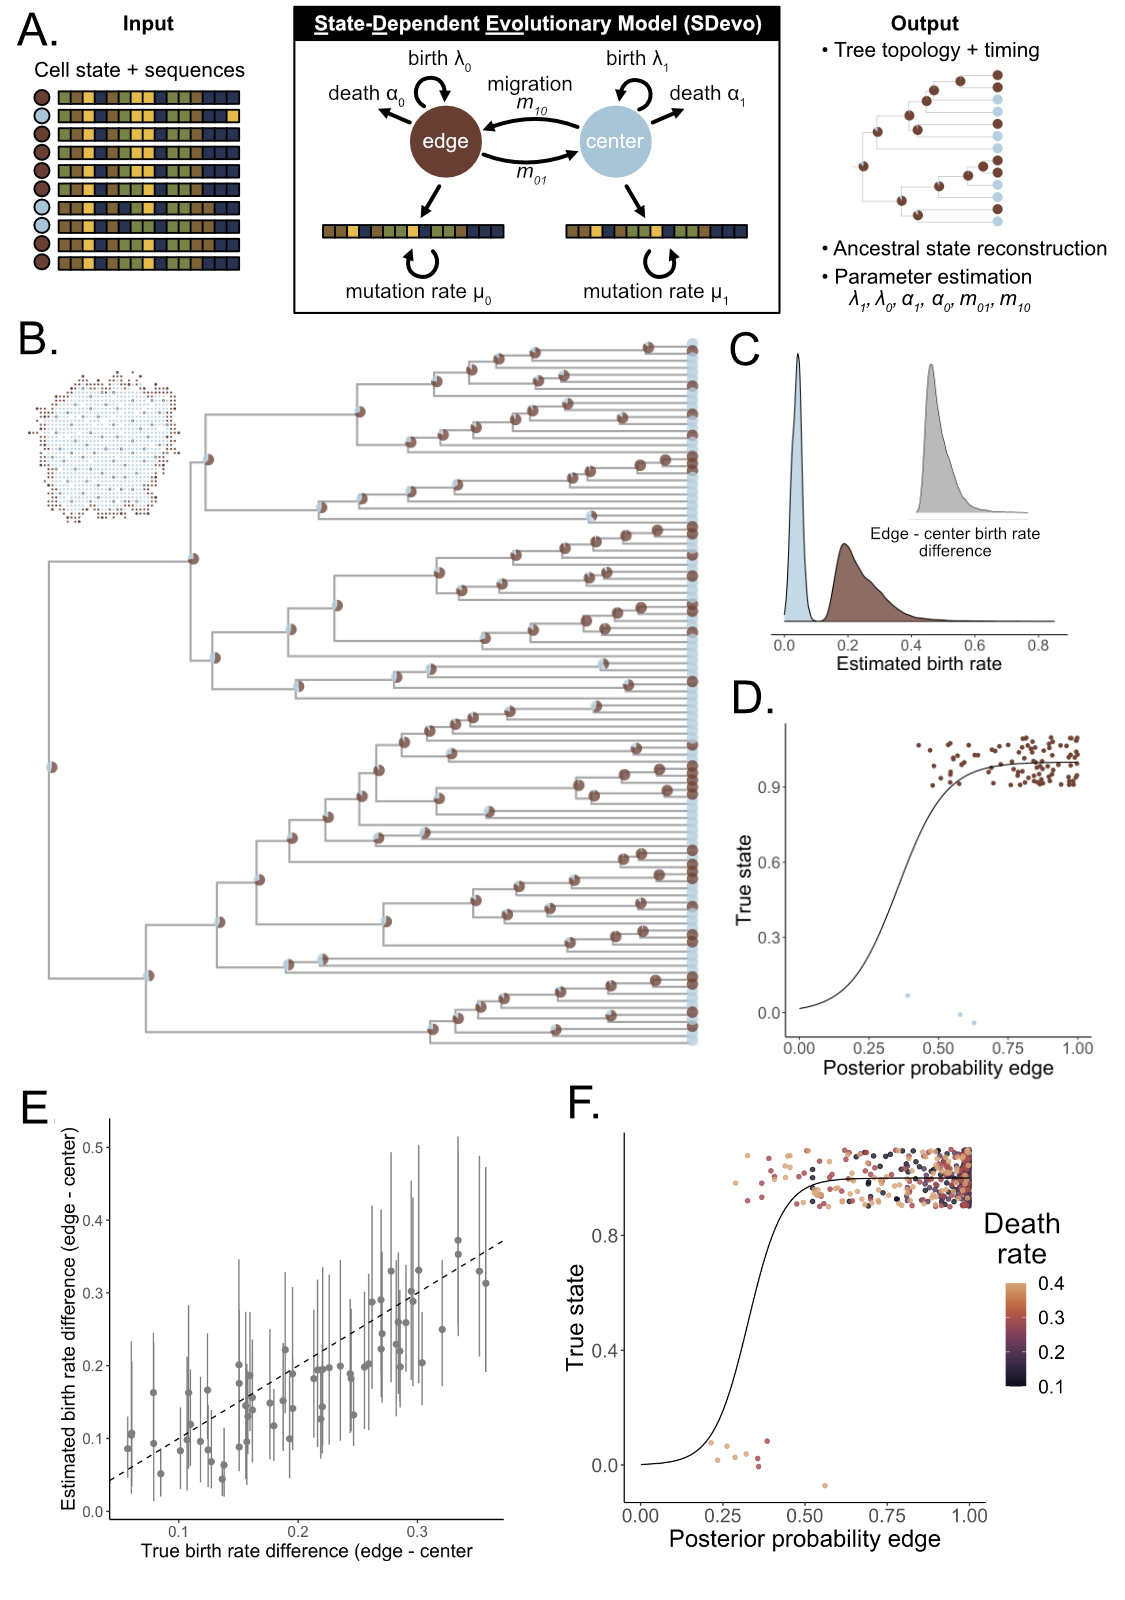 A.
Input
Cell state + sequences
State-Dependent Evolutionary Model (SDevo)
birth λ0
birth λ1
death α0
migration
m10
death α1
edge
center
m01
mutation rate μ0
mutation rate μ1
Output
• Tree topology + timing
• Ancestral state reconstruction
• Parameter estimation
λ1, λ0, α1, α0, m01, m10
B.
C
Edge - center birth rate
difference
0.0 0.2 0.4 0.6 0.8
Estimated birth rate
D.
True state
0.9
0.6
0.3
0.0
0.00 0.25 0.50 0.75 1.00
Posterior probability edge
E.
Estimated birth rate difference (edge - center)
0.5
0.4
0.3
0.2
0.1
0.0
0.1 0.2 0.3
True birth rate difference (edge - center
F.
True state
0.8
0.4
0.0
0.00 0.25 0.50 0.75 1.00
Posterior probability edge
Death
rate
0.4
0.3
0.2
0.1